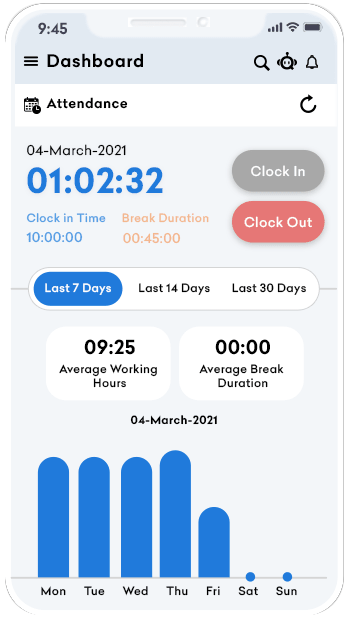 9:45
Dashboard
Attendance
04-March-2021
01:02:32
Clock In
Clock in Time
Break Duration
10:00:00
00:45:00
Clock Out
Last 7 Days
Last 14 Days
Last 30 Days
09:25
Average Working
Hours
00:00
Average Break
Duration
04-March-2021
Mon Tue Wed Thu Fri Sat Sun